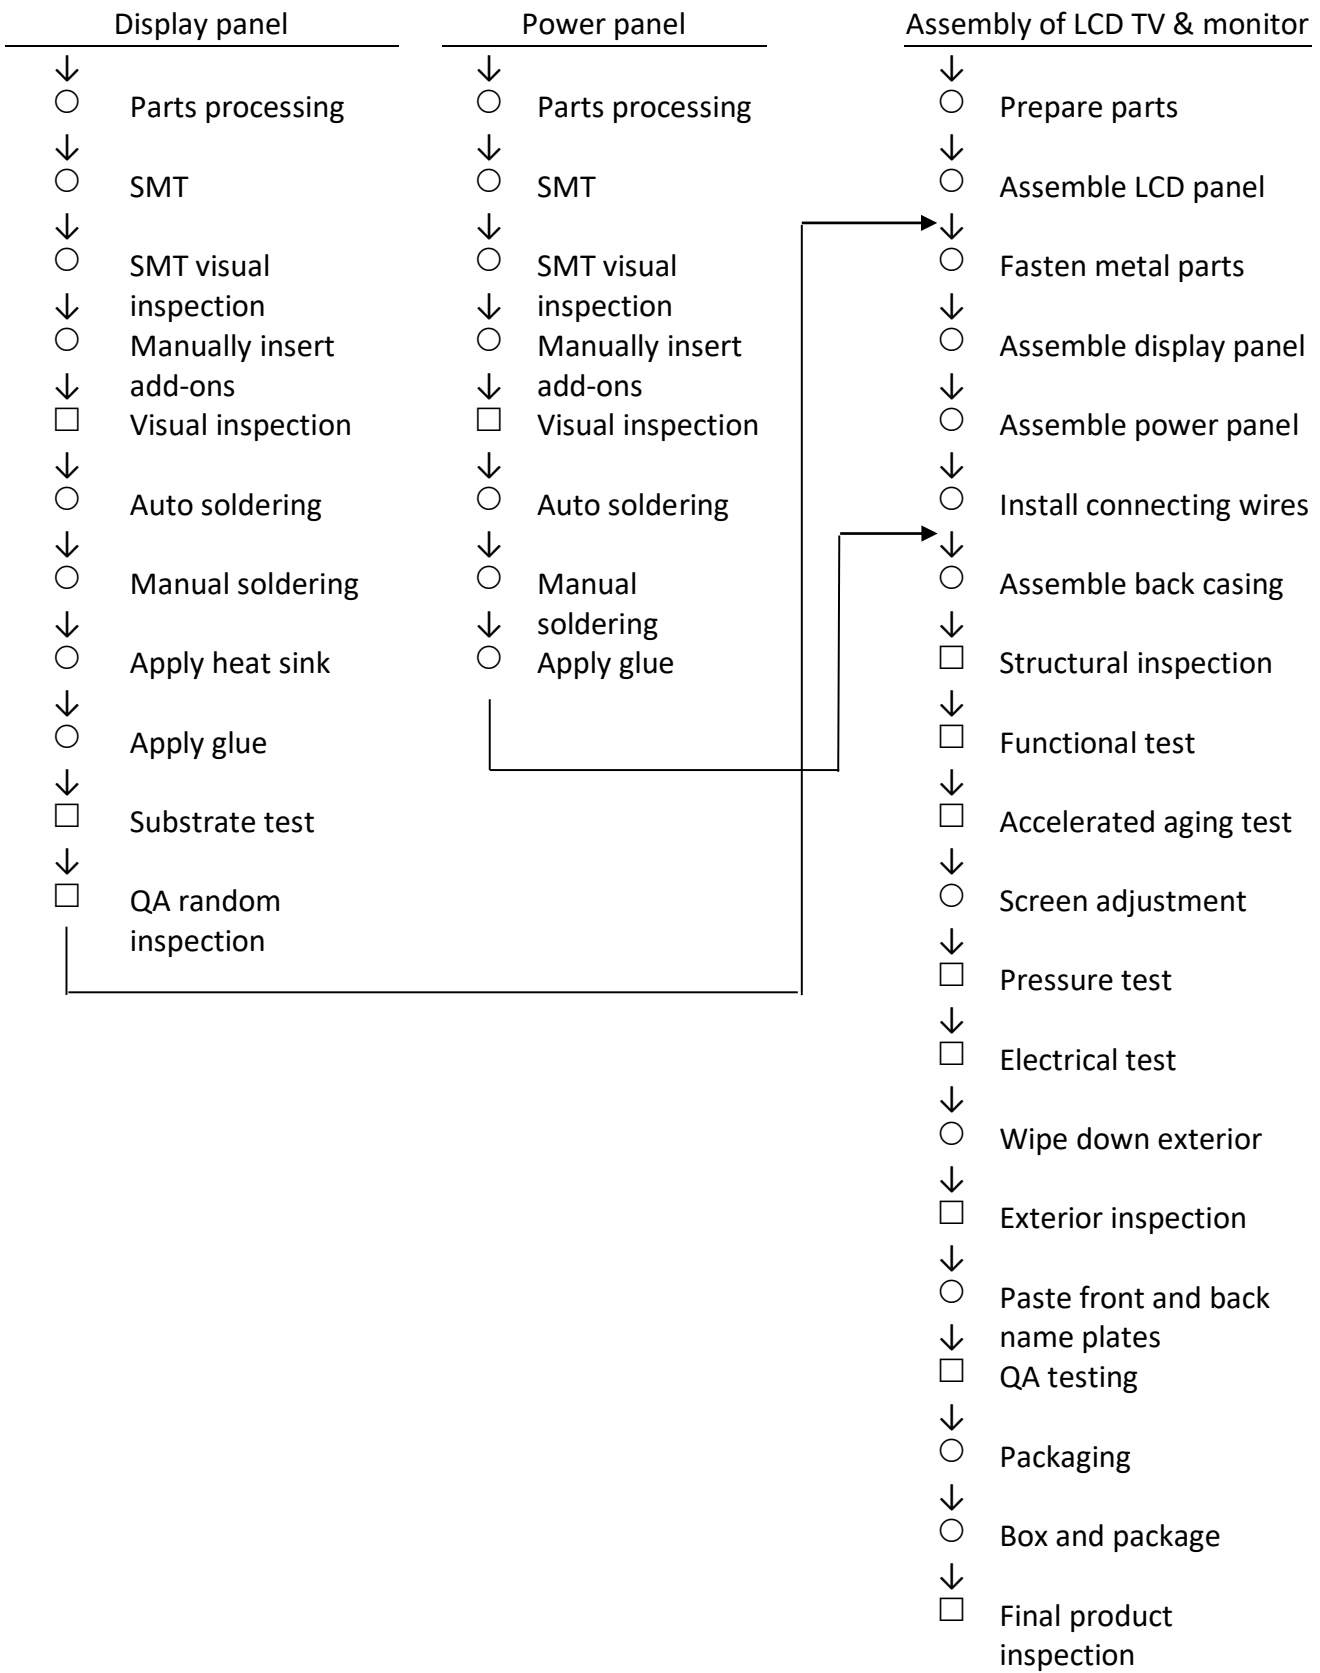 Display panel
Parts processing
SMT
SMT visual
inspection
Manually insert
add-ons
Visual inspection
Auto soldering
Manual soldering
Apply heat sink
Apply glue
Substrate test
QA random
inspection
Power panel
Parts processing
SMT
SMT visual
inspection
Manually insert
add-ons
Visual inspection
Auto soldering
Manual
soldering
Apply glue
Assembly of LCD TV & monitor
Prepare parts
Assemble LCD panel
Fasten metal parts
Assemble display panel
Assemble power panel
Install connecting wires
Assemble back casing
Structural inspection
Functional test
Accelerated aging test
Screen adjustment
Pressure test
Electrical test
Wipe down exterior
Exterior inspection
Paste front and back
name plates
QA testing
Packaging
Box and package
Final product
inspection